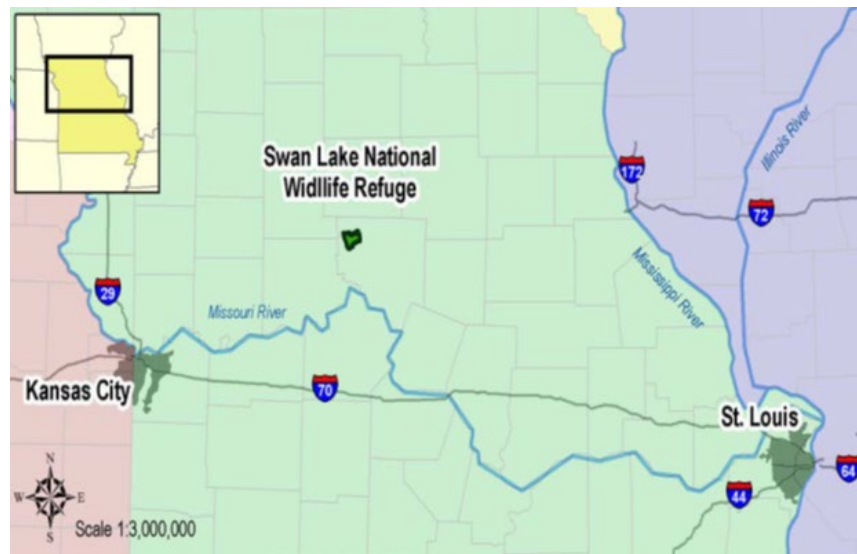 Swan Lake National
Widllife Refuge
172
Illinois River
72
Mississippi River
29
Missouri River
Kansas City
70
St. Louis
N
W E
S
Scale 1:3,000,000
44
64